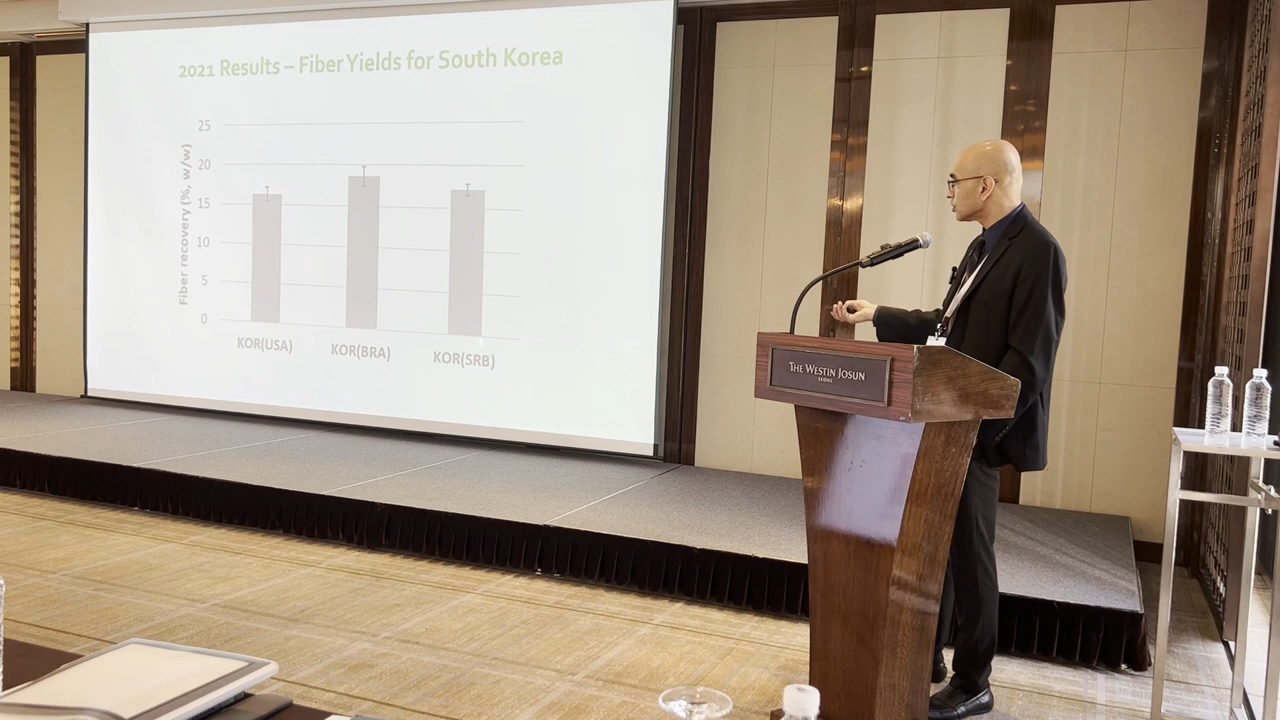 2021 Results – Fiber Yields for South Korea
Fiber recovery (%, w/w)
25
20
15
10
5
0
KOR(USA)
KOR(BRA)
KOR(SRB)
THE WESTIN JOSUN
SEOUL